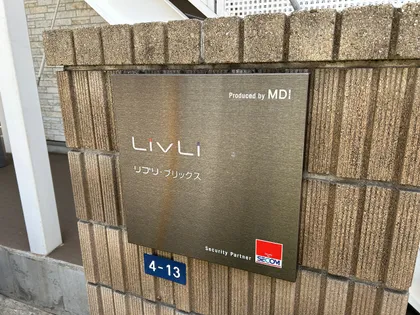 Produced by MDI
LivLi
リブリ・ブリックス
Security Partner
SECOM
4-13